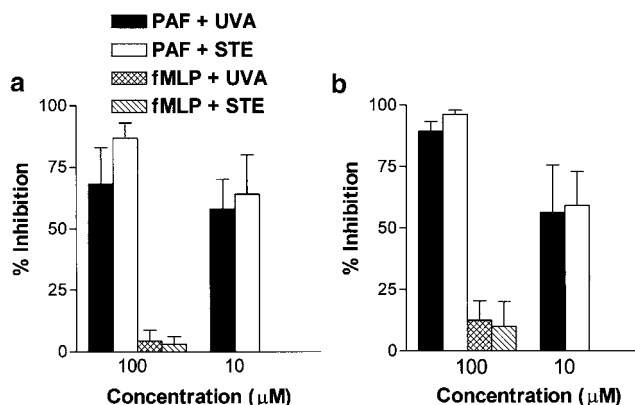 PAF + UVA
PAF + STE
fMLP + UVA
fMLP + STE
a
100
75
50
25
0
% Inhibition
100
10
Concentration (μM)
b
100
75
50
25
0
% Inhibition
100
10
Concentration (μM)